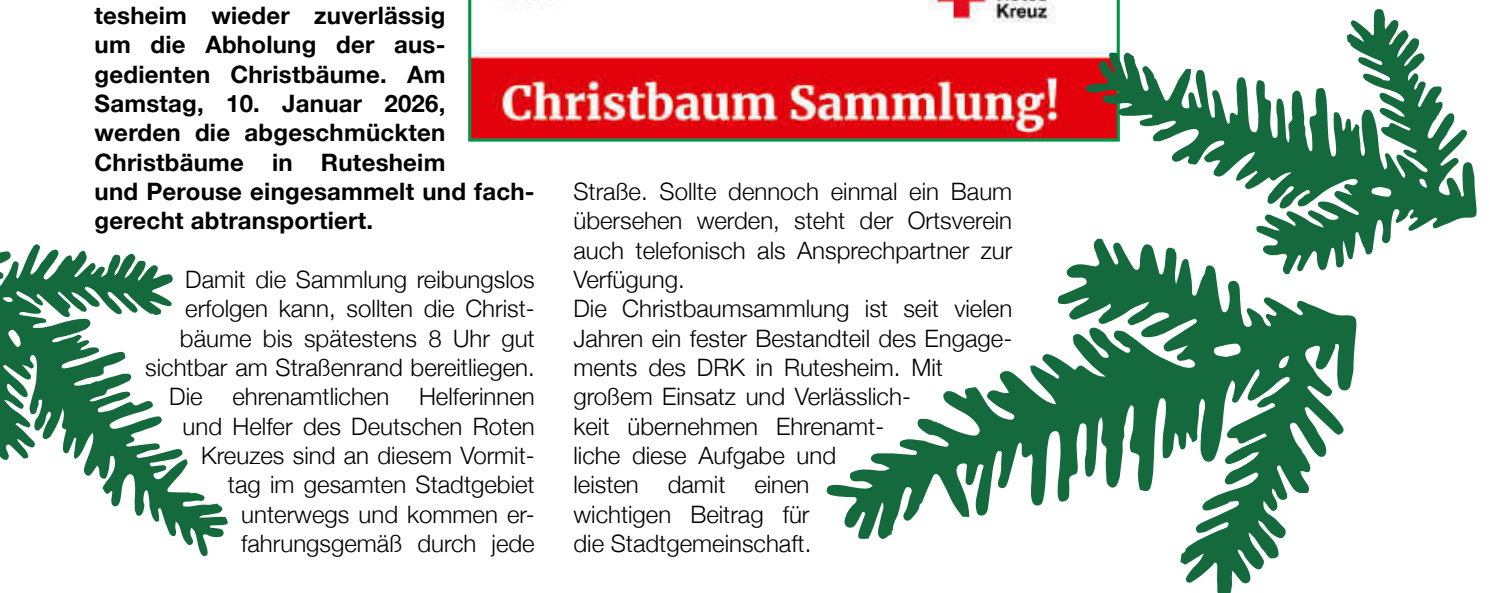 tesheim wieder zuverlässig
um die Abholung der aus-
gedienten Christbäume. Am
Samstag, 10. Januar 2026,
werden die abgeschmückten
Christbäume in Rutesheim
und Perouse eingesammelt und fach-
gerecht abtransportiert.
Kreuz
Christbaum Sammlung!
Damit die Sammlung reibungslos
erfolgen kann, sollten die Christ-
bäume bis spätestens 8 Uhr gut
sichtbar am Straßenrand bereitliegen.
Die ehrenamtlichen Helferinnen
und Helfer des Deutschen Roten
Kreuzes sind an diesem Vormit-
tag im gesamten Stadtgebiet
unterwegs und kommen er-
fahrungsgemäß durch jede
Straße. Sollte dennoch einmal ein Baum
übersehen werden, steht der Ortsverein
auch telefonisch als Ansprechpartner zur
Verfügung.
Die Christbaumsammlung ist seit vielen
Jahren ein fester Bestandteil des Engage-
ments des DRK in Rutesheim. Mit
großem Einsatz und Verlässlich-
keit übernehmen Ehrenamt-
liche diese Aufgabe und
leisten damit einen
wichtigen Beitrag für
die Stadtgemeinschaft.